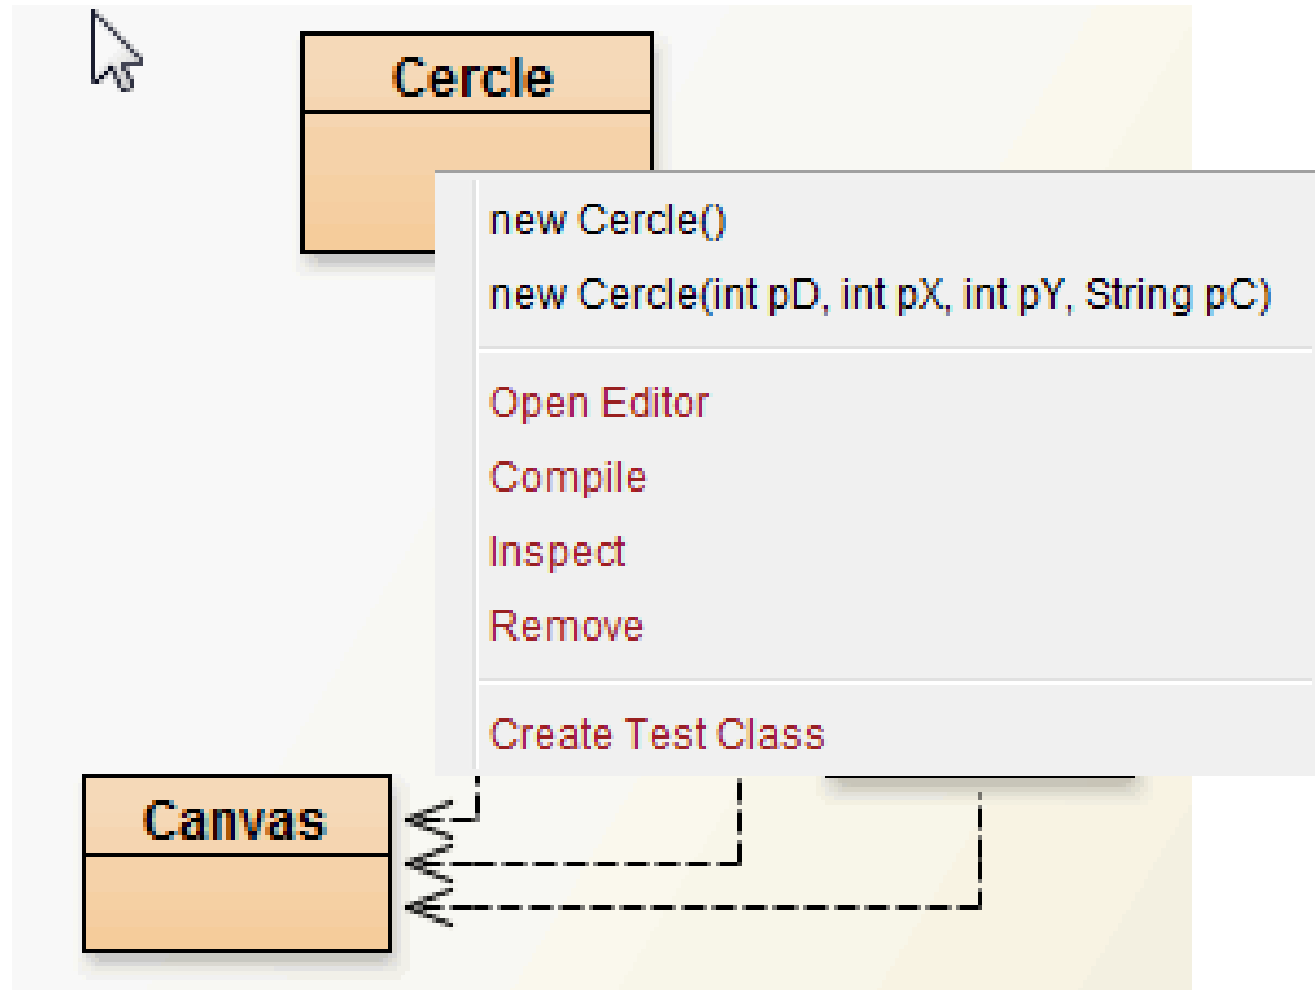 Cercle
new Cercle()
new Cercle(int pD, int pX, int pY, String pC)
Open Editor
Compile
Inspect
Remove
Create Test Class
Canvas